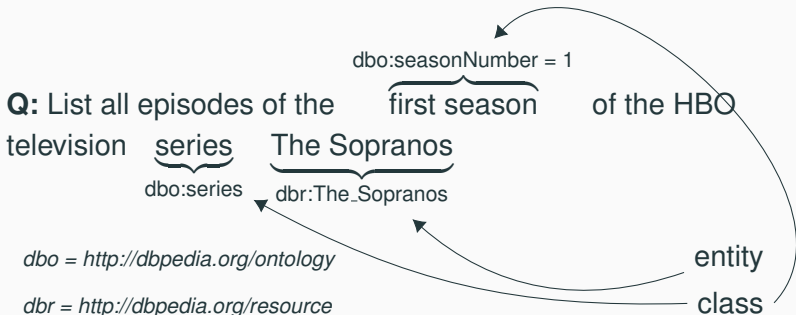 dbo:seasonNumber = 1
Q: List all episodes of the first season of the HBO
television series The Sopranos
dbo:series dbr:The_Sopranos
dbo = http://dbpedia.org/ontology
entity
dbr = http://dbpedia.org/resource
class